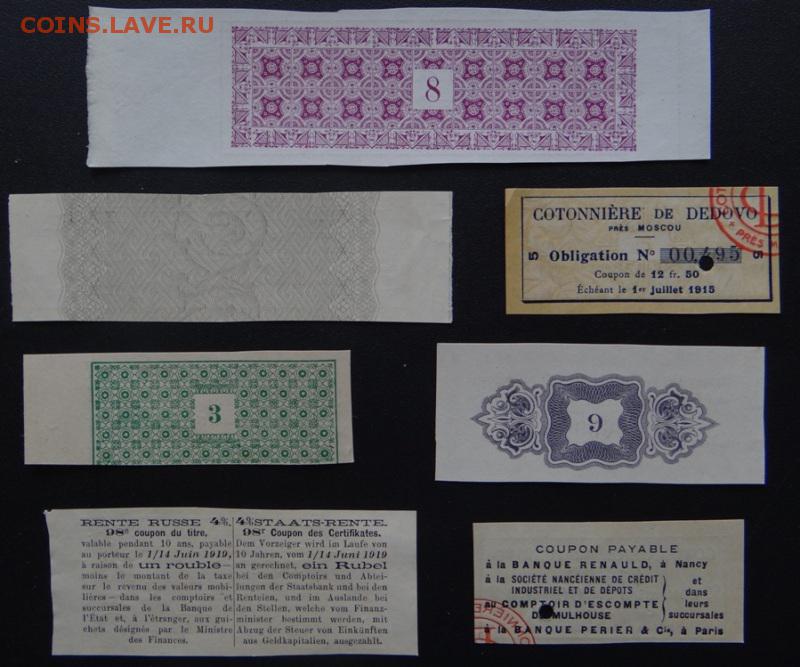 COINS.LAVE.RU
8
COTONNIÈRE DE DEDOVO
PRÈS MOSCOU
5 Obligation Nº 00,495 5
Coupon de 12 fr. 50
Échéant le 1er juillet 1915
3
9
RENTE RUSSE 4%.
98e coupon du titre,
valable pendant 10 ans, payable
au porteur le 1/14 Juin 1919,
à raison de un rouble—
moins le montant de la taxe
sur le revenu des valeurs mobi-
lières—dans les comptoirs et
succursales de la Banque de
l'État et, à l'étranger, aux gui-
chets désignés par le Ministre
des Finances.
4% STAATS-RENTE.
98r Coupon des Certifikates.
Dem Vorzeiger wird im Laufe von
10 Jahren, vom 1/14 Juni 1919
an gerechnet, ein Rubel
bei den Comptoirs und Abtei-
lungen der Staatsbank und bei den
Renteien, und im Auslande bei
den Stellen, welche vom Finanz-
minister bestimmt werden, mit
Abzug der Steuer von Einkünften
aus Geldkapitalien, ausgezahlt.
COUPON PAYABLE
à la BANQUE RENAULD, à Nancy
à la SOCIÉTÉ NANCÉIENNE DE CRÉDIT
INDUSTRIEL ET DE DÉPOTS
au COMPTOIR D'ESCOMPTE
DE MULHOUSE
et
dans
leurs
succursales
à la BANQUE PERIER & Cie, à Paris